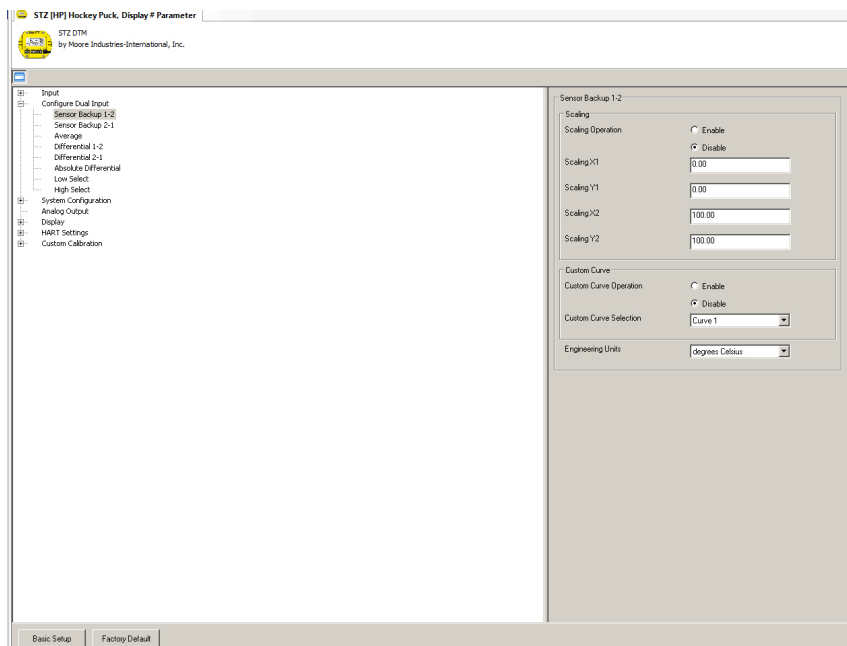 STZ [HP] Hockey Puck, Display # Parameter
STZ DTM
by Moore Industries-International, Inc.
Input
Configure Dual Input
Sensor Backup 1-2
Sensor Backup 2-1
Average
Differential 1-2
Differential 2-1
Absolute Differential
Low Select
High Select
System Configuration
Analog Output
Display
HART Settings
Custom Calibration
Sensor Backup 1-2
Scaling
Scaling Operation
Enable
Disable
Scaling X1
0.00
Scaling Y1
0.00
Scaling X2
100.00
Scaling Y2
100.00
Custom Curve
Custom Curve Operation
Enable
Disable
Custom Curve Selection
Curve 1
Engineering Units
degrees Celsius
Basic Setup
Factory Default